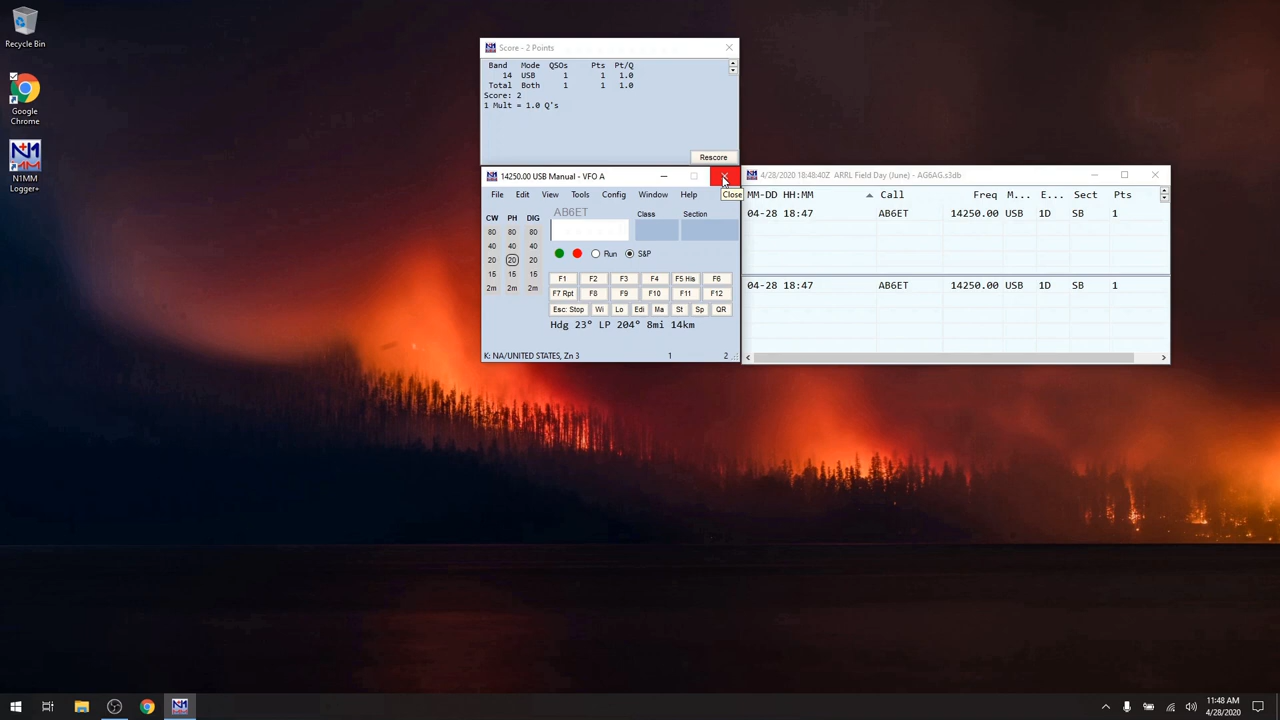 Recycle Bin
Google
Chrome
N1MM
Logger+
Score - 2 Points
Band Mode QSOs Pts Pt/Q
14 USB 1 1 1.0
Total Both 1 1 1.0
Score: 2
1 Mult = 1.0 Q's
Rescore
14250.00 USB Manual - VFO A
Close
File Edit View Tools Config Window Help
CW PH DIG
80 80 80
40 40 40
20 20 20
15 15 15
2m 2m 2m
AB6ET Class Section
Run S&P
F1 F2 F3 F4 F5 His F6
F7 Rpt F8 F9 F10 F11 F12
Esc: Stop Wi Lo Edi Ma St Sp QR
Hdg 23° LP 204° 8mi 14km
K: NA/UNITED STATES, Zn 3 1 2
4/28/2020 18:48:40Z ARRL Field Day (June) - AG6AG.s3db
MM-DD HH:MM Call Freq M... E... Sect Pts
04-28 18:47 AB6ET 14250.00 USB 1D SB 1
04-28 18:47 AB6ET 14250.00 USB 1D SB 1
11:48 AM
4/28/2020